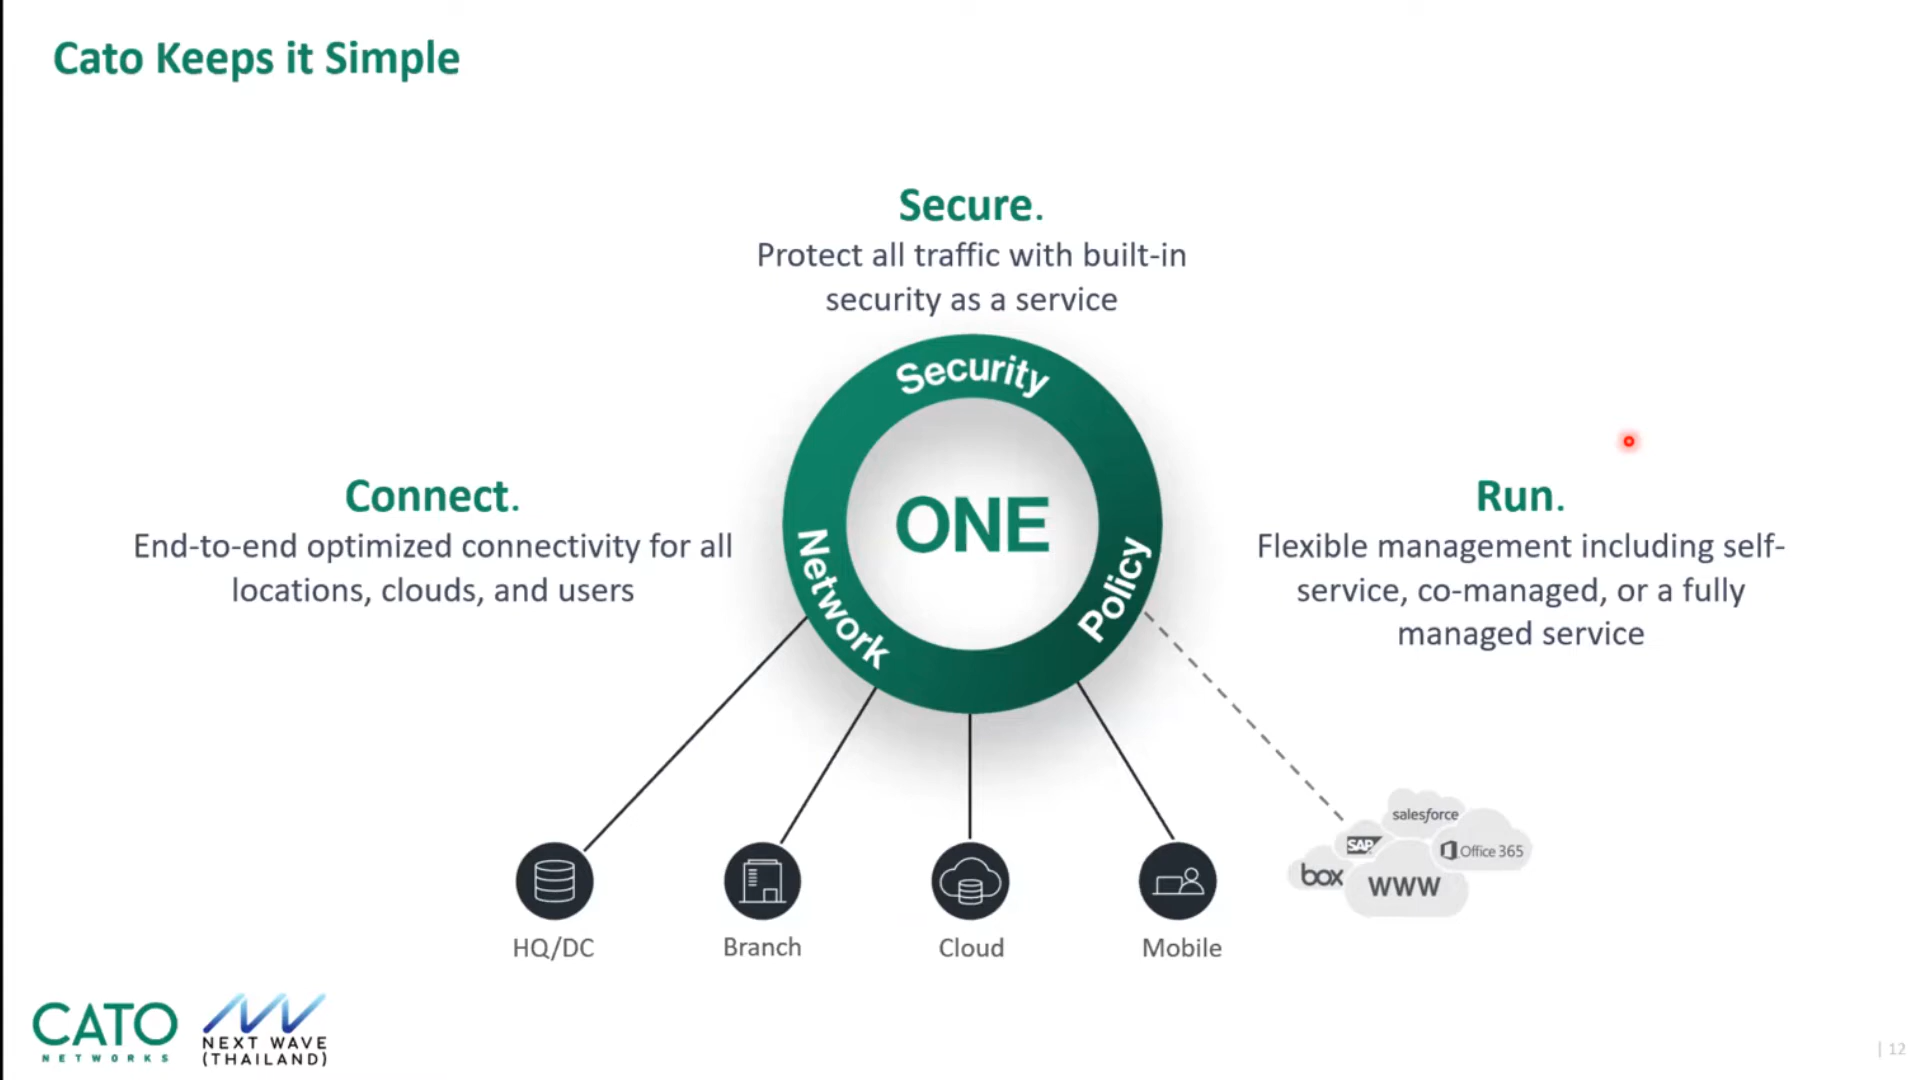 Cato Keeps it Simple
Secure.
Protect all traffic with built-in
security as a service
Security
ONE
Network
Policy
Connect.
End-to-end optimized connectivity for all
locations, clouds, and users
Run.
Flexible management including self-
service, co-managed, or a fully
managed service
salesforce
SAP
Office 365
box
WWW
HQ/DC
Branch
Cloud
Mobile
CATO
NETWORKS
NEXT WAVE
(THAILAND)
| 12